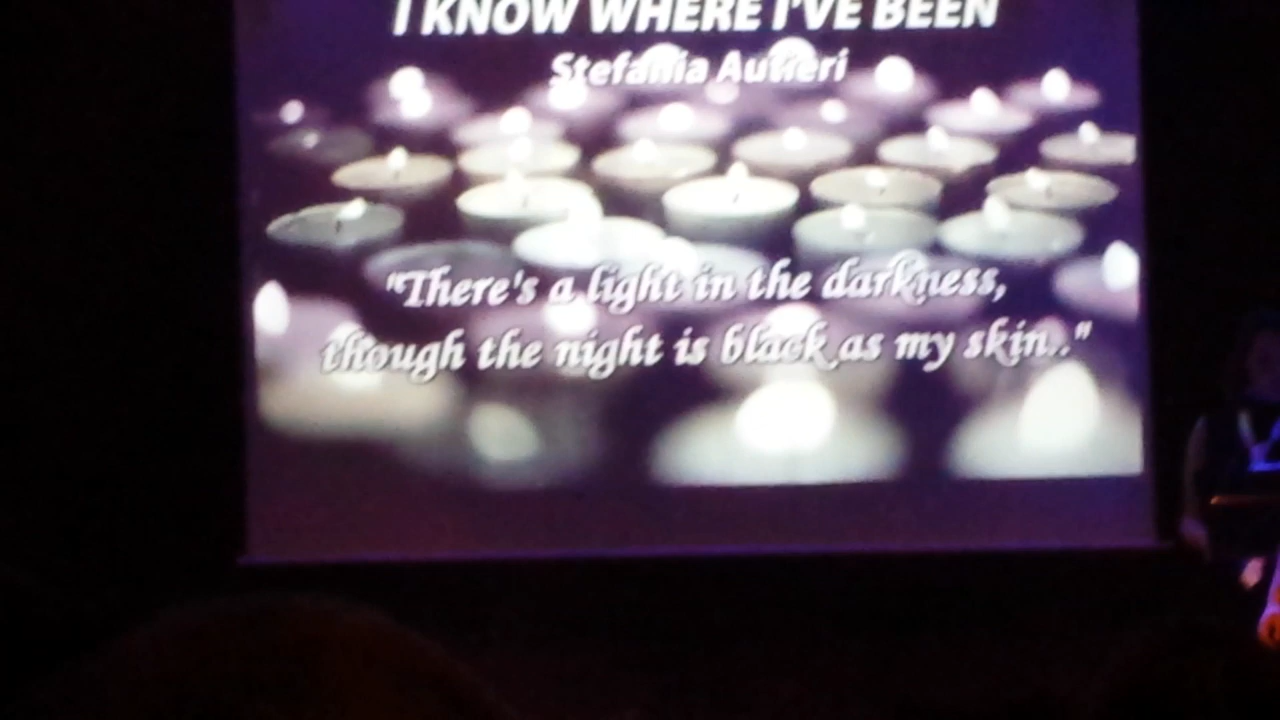 I KNOW WHERE I'VE BEEN
Stefania Autieri
"There's a light in the darkness,
though the night is black as my skin.."